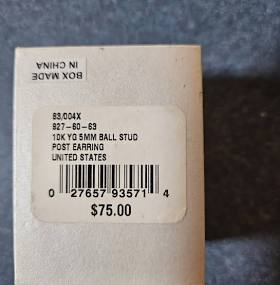 BOX MADE
IN CHINA
83/004X
927-60-63
10K YG 5MM BALL STUD
POST EARRING
UNITED STATES
0 27657 93571 4
$75.00